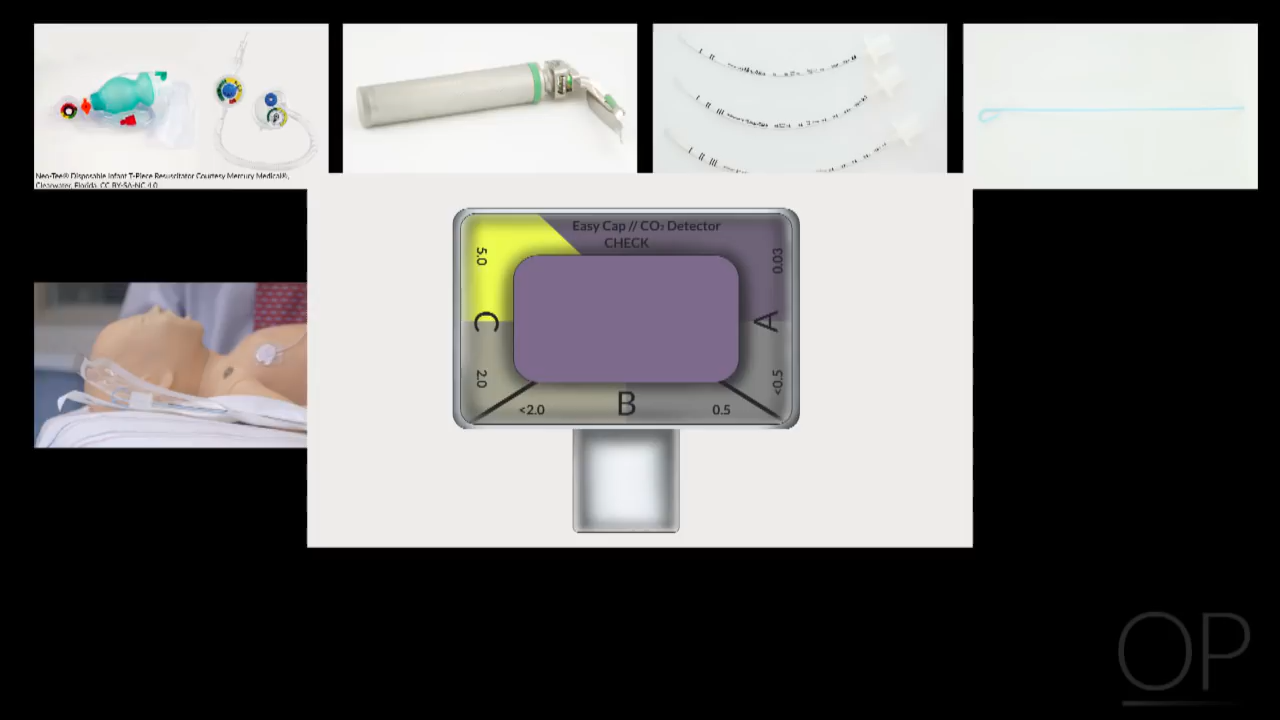 Neo-Tee® Disposable Infant T-Piece Resuscitator Courtesy Mercury Medical®,
Clearwater, Florida, CC BY-SA-NC 4.0
Easy Cap // CO₂ Detector
CHECK
5.0
0.03
C
A
2.0
<0.5
<2.0
B
0.5
OP